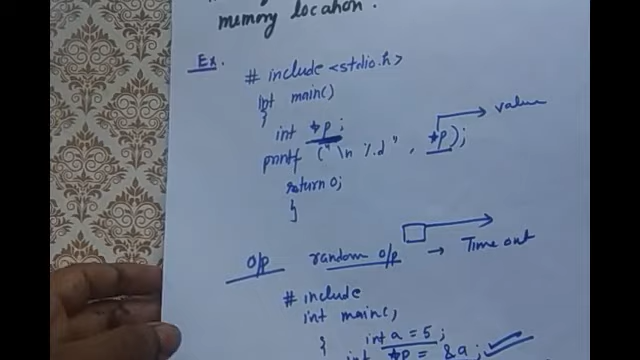 memory location.
Ex.
# include <stdio.h>
int main()
{
int *p;
printf ("\n %d", *p); → value
return 0;
}
→ Time out
O/p random o/p
# include
int main(,
{ int a = 5;
int *p = &a;